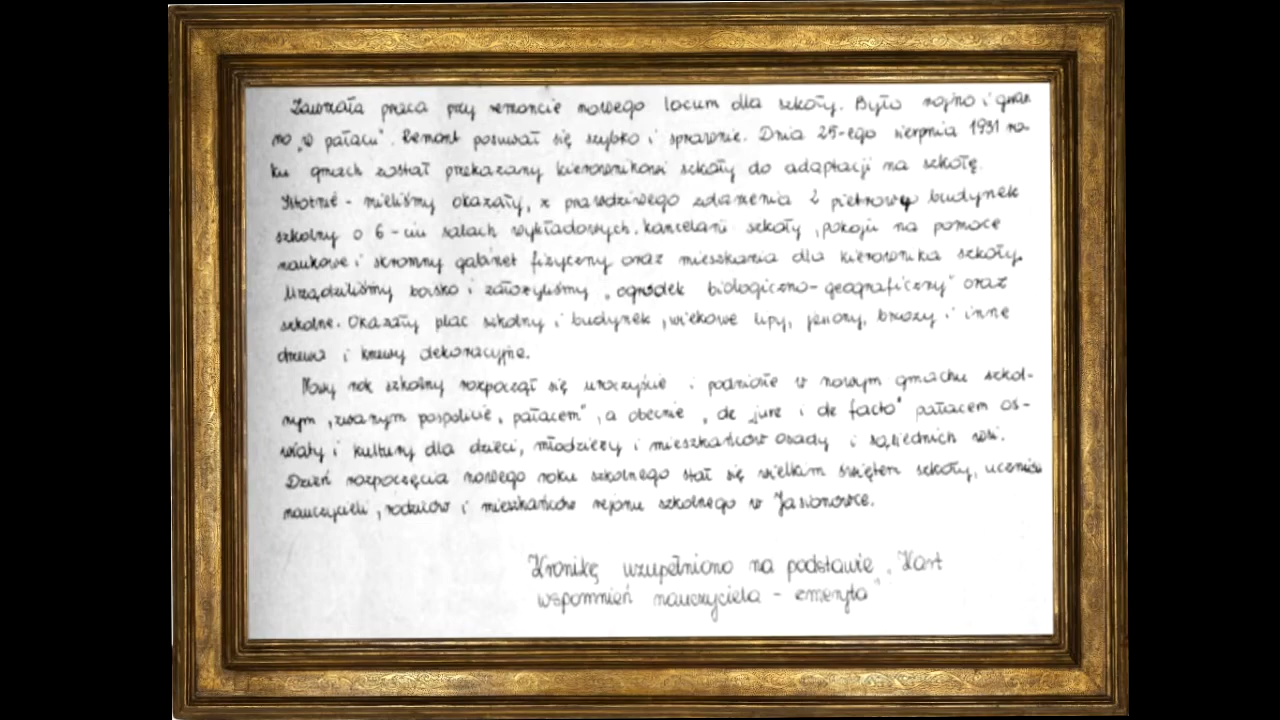 Zawrzała praca przy remoncie nowego locum dla szkoły. Było rojno i gwar
no „w pałacu". Remont posuwał się szybko i sprawnie. Dnia 25-ego sierpnia 1931 ro-
ku gmach został przekazany kierownikowi szkoły do adaptacji na szkołę.
Istotnie - mieliśmy okazały, z prawdziwego zdarzenia 2 piętrowy budynek
szkolny o 6-ciu salach wykładowych, kancelarii szkoły, pokoju na pomoce
naukowe i skromny gabinet fizyczny oraz mieszkania dla kierownika szkoły.
Urządziliśmy boisko i założyliśmy „ogródek biologiczno-geograficzny" oraz
szkolne. Okazały plac szkolny i budynek, wiekowe lipy, jesiony, brzozy i inne
drzewa i krzewy dekoracyjne.
Nowy rok szkolny rozpoczął się uroczyście i podniośle w nowym gmachu szkol-
nym, zwanym pospolicie „pałacem", a obecnie „de jure i de facto" pałacem oś-
wiaty i kultury dla dzieci, młodzieży i mieszkańców osady i sąsiednich wsi.
Dzień rozpoczęcia nowego roku szkolnego stał się wielkim świętem szkoły, uczniów
nauczycieli, rodziców i mieszkańców rejonu szkolnego w Jasionowce.
Kronikę uzupełniono na podstawie „Kart
wspomnień nauczyciela - emeryta"